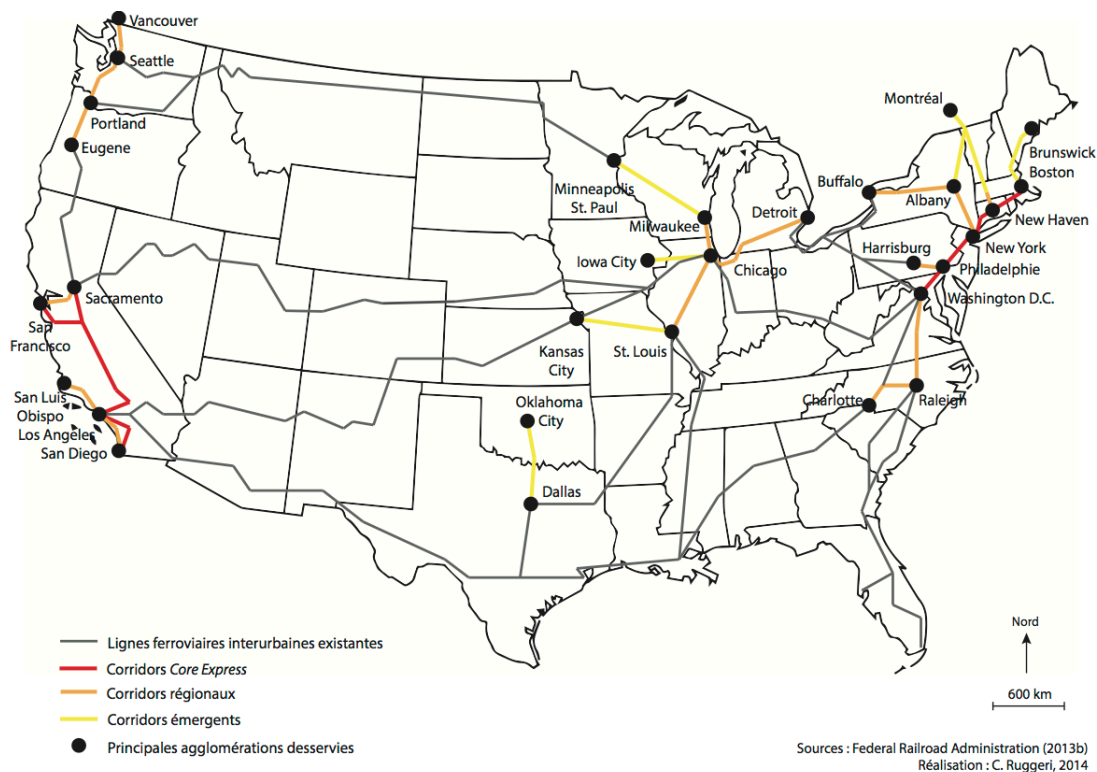 Vancouver
Seattle
Portland
Eugene
Montréal
Brunswick
Boston
Buffalo
Albany
New Haven
Minneapolis
St. Paul
Milwaukee
Detroit
New York
Harrisburg
Philadelphie
Iowa City
Chicago
Washington D.C.
Sacramento
San
Francisco
Kansas
City
St. Louis
San Luis
Obispo
Los Angeles
San Diego
Oklahoma
City
Charlotte
Raleigh
Dallas
Nord
600 km
Lignes ferroviaires interurbaines existantes
Corridors Core Express
Corridors régionaux
Corridors émergents
Principales agglomérations desservies
Sources : Federal Railroad Administration (2013b)
Réalisation : C. Ruggeri, 2014